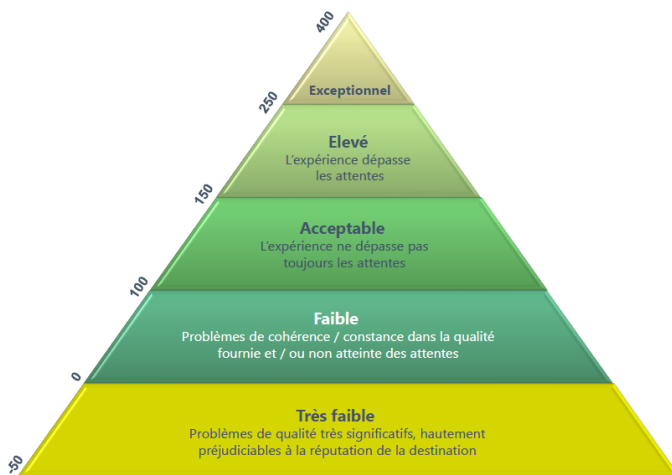 400
Exceptionnel
250
Elevé
L'expérience dépasse
les attentes
150
Acceptable
L'expérience ne dépasse pas
toujours les attentes
100
Faible
Problèmes de cohérence / constance dans la qualité
fournie et / ou non atteinte des attentes
0
Très faible
Problèmes de qualité très significatifs, hautement
préjudiciables à la réputation de la destination
-50